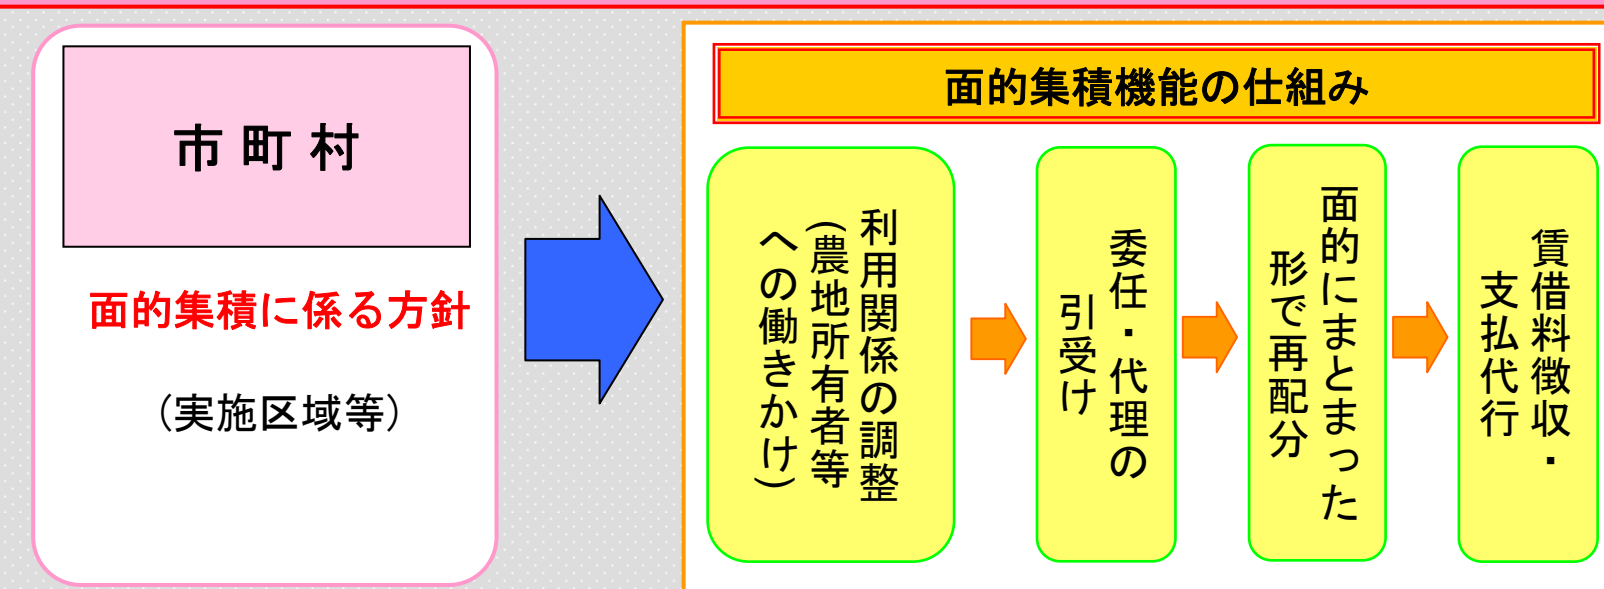 市町村
面的集積に係る方針
（実施区域等）
面的集積機能の仕組み
利用関係の調整
（農地所有者等
への働きかけ）
委任・代理の
引受け
面的にまとまった
形で再配分
賃借料徴収・
支払代行